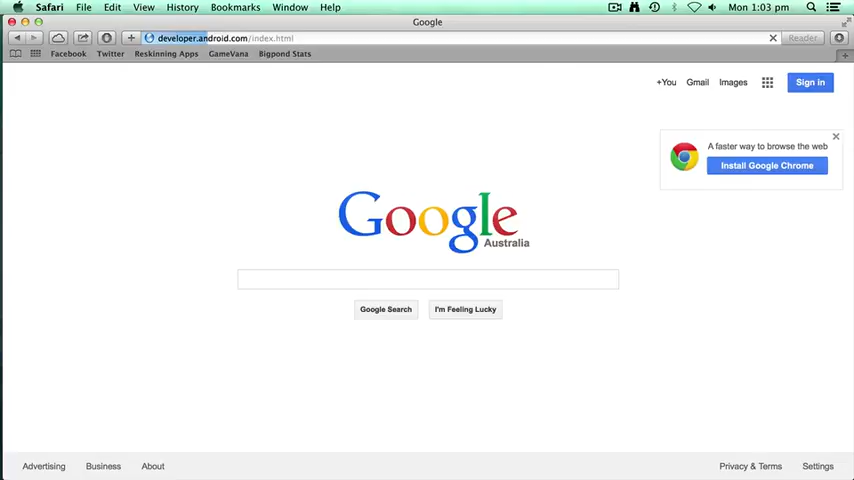 Safari File Edit View History Bookmarks Window Help Mon 1:03 pm
Google
developer.android.com/index.html Reader
Facebook Twitter Reskinning Apps GameVana Bigpond Stats
+You Gmail Images Sign in
A faster way to browse the web
Install Google Chrome
Google
Australia
Google Search I'm Feeling Lucky
Advertising Business About Privacy & Terms Settings